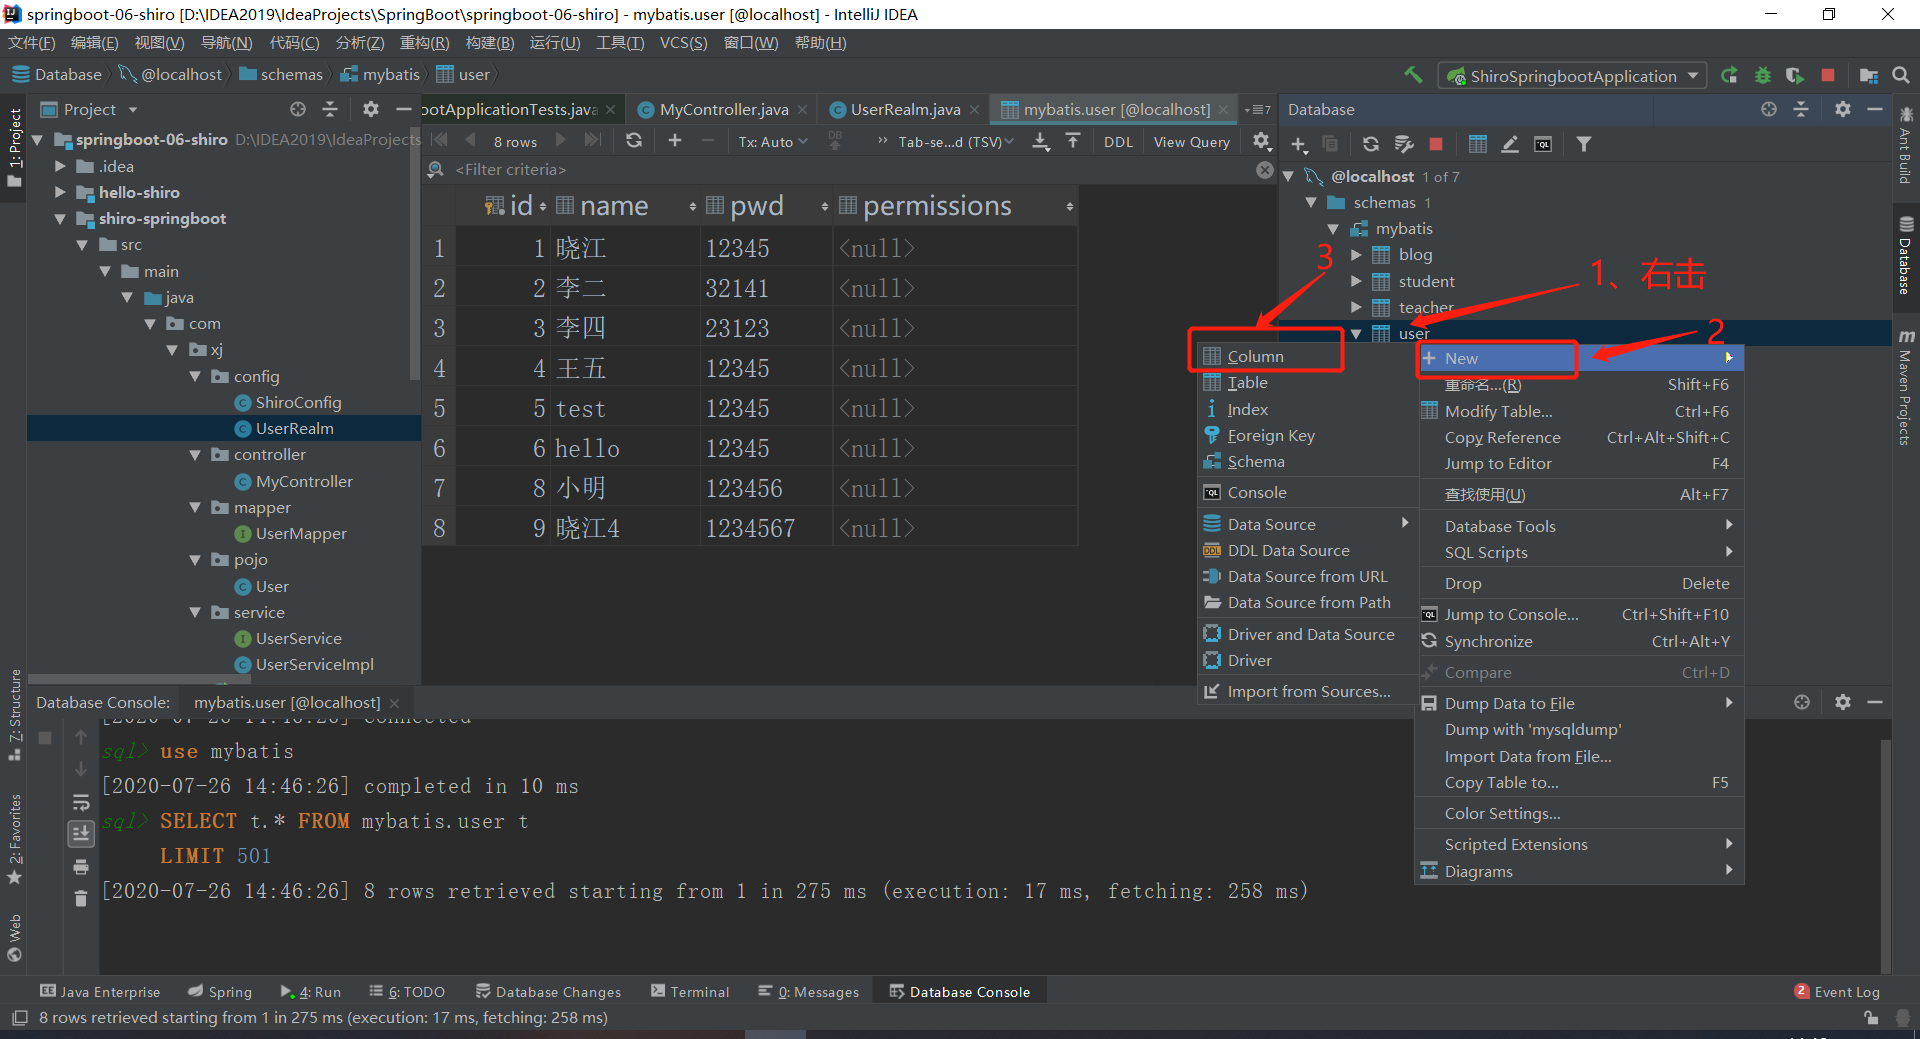 springboot-06-shiro [D:\IDEA2019\IdeaProjects\SpringBoot\springboot-06-shiro] - mybatis.user [@localhost] - IntelliJ IDEA
文件(F) 编辑(E) 视图(V) 导航(N) 代码(C) 分析(Z) 重构(R) 构建(B) 运行(U) 工具(T) VCS(S) 窗口(W) 帮助(H)
Database @localhost schemas mybatis user
ShiroSpringbootApplication
1: Project
Project
springboot-06-shiro D:\IDEA2019\IdeaProjects
.idea
hello-shiro
shiro-springboot
src
main
java
com
xj
config
ShiroConfig
UserRealm
controller
MyController
mapper
UserMapper
pojo
User
service
UserService
UserServiceImpl
ootApplicationTests.java MyController.java UserRealm.java mybatis.user [@localhost] 7
8 rows Tx: Auto DB Tab-se...d (TSV) DDL View Query
<Filter criteria>
id name pwd permissions
1 1 晓江 12345 <null>
2 2 李二 32141 <null>
3 3 李四 23123 <null>
4 4 王五 12345 <null>
5 5 test 12345 <null>
6 6 hello 12345 <null>
7 8 小明 123456 <null>
8 9 晓江4 1234567 <null>
Database
@localhost 1 of 7
schemas 1
mybatis
blog
student
teacher
user
1、右击
2
3
Column
Table
Index
Foreign Key
Schema
Console
Data Source
DDL Data Source
Data Source from URL
Data Source from Path
Driver and Data Source
Driver
Import from Sources...
New
重命名...(R) Shift+F6
Modify Table... Ctrl+F6
Copy Reference Ctrl+Alt+Shift+C
Jump to Editor F4
查找使用(U) Alt+F7
Database Tools
SQL Scripts
Drop Delete
Jump to Console... Ctrl+Shift+F10
Synchronize Ctrl+Alt+Y
Compare Ctrl+D
Dump Data to File
Dump with 'mysqldump'
Import Data from File...
Copy Table to... F5
Color Settings...
Scripted Extensions
Diagrams
Ant Build
Database
Maven Projects
7: Structure
2: Favorites
Web
Database Console: mybatis.user [@localhost]
[2020-07-26 14:46:26] Connected
sql> use mybatis
[2020-07-26 14:46:26] completed in 10 ms
sql> SELECT t.* FROM mybatis.user t
LIMIT 501
[2020-07-26 14:46:26] 8 rows retrieved starting from 1 in 275 ms (execution: 17 ms, fetching: 258 ms)
Java Enterprise Spring 4: Run 6: TODO Database Changes Terminal 0: Messages Database Console 2 Event Log
8 rows retrieved starting from 1 in 275 ms (execution: 17 ms, fetching: 258 ms)